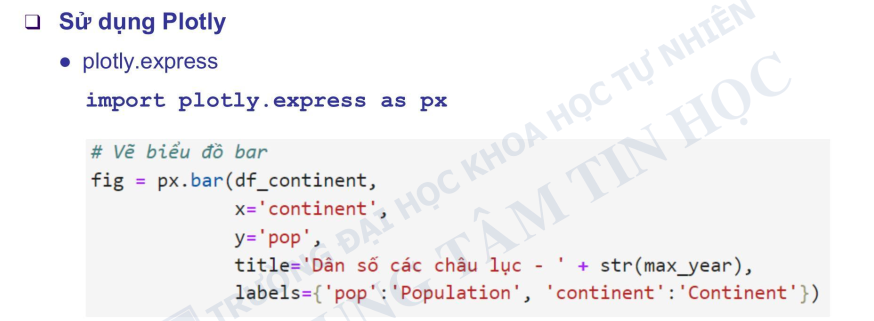 Sử dụng Plotly
plotly.express
import plotly.express as px
# Vẽ biểu đồ bar
fig = px.bar(df_continent,
x='continent',
y='pop',
title='Dân số các châu lục - ' + str(max_year),
labels={'pop':'Population', 'continent':'Continent'})
TRƯỜNG ĐẠI HỌC KHOA HỌC TỰ NHIÊN
TRUNG TÂM TIN HỌC